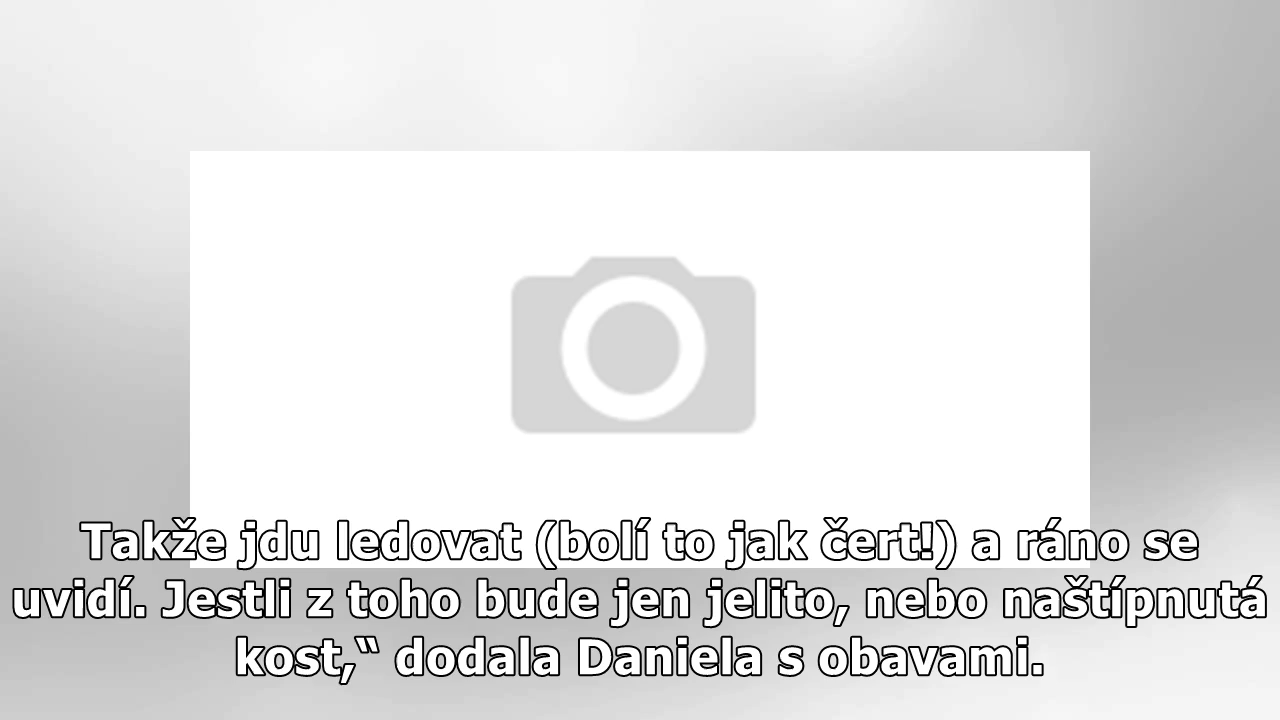 Takže jdu ledovat (bolí to jak čert!) a ráno se
uvidí. Jestli z toho bude jen jelito, nebo naštípnutá
kost,“ dodala Daniela s obavami.